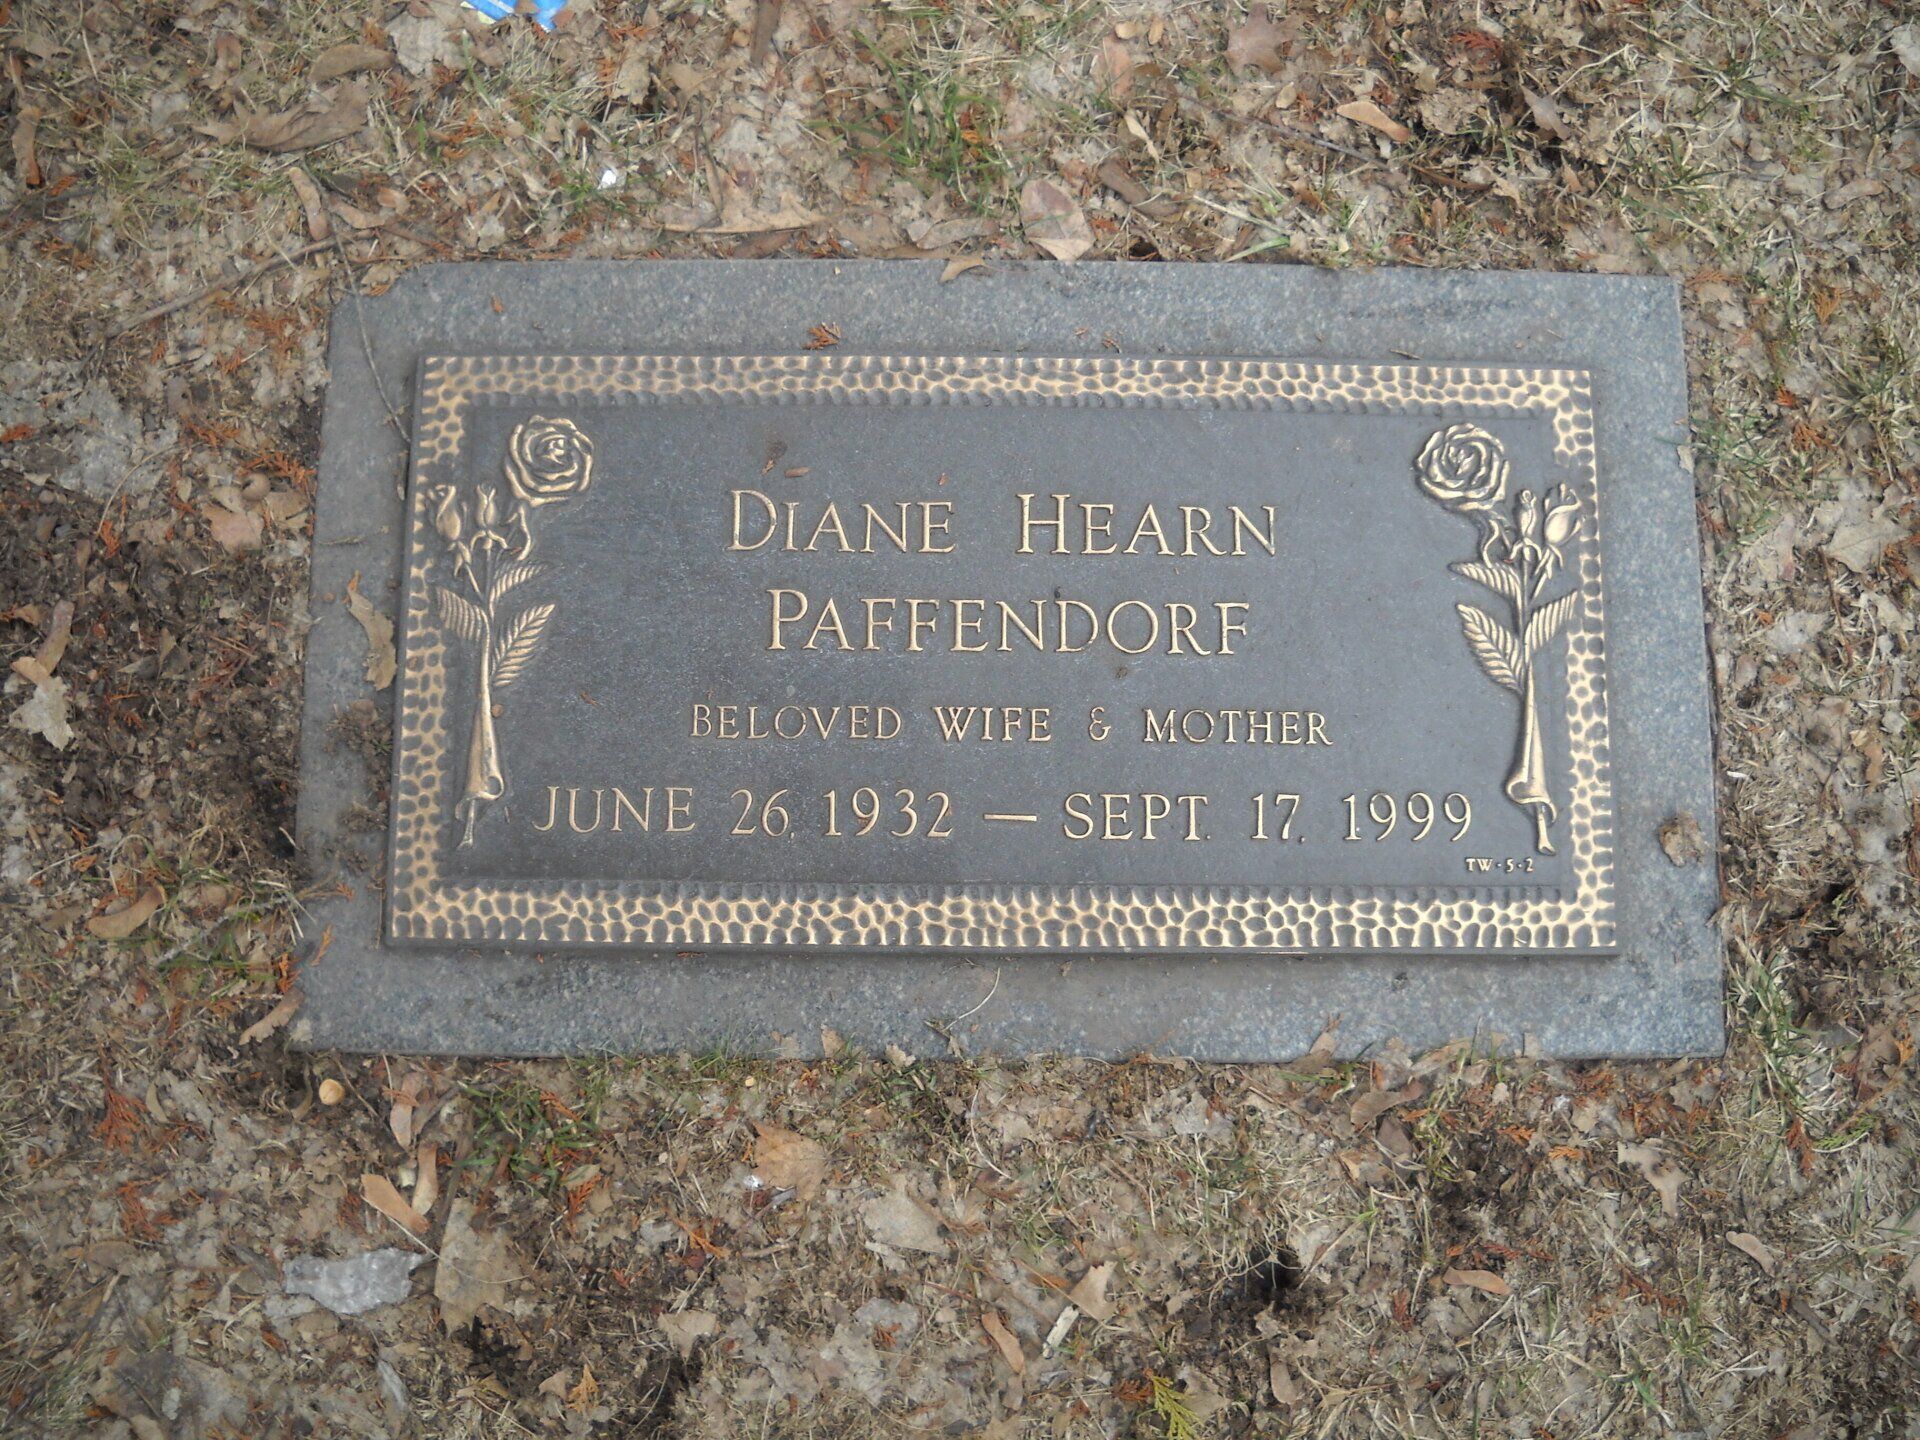 DIANE HEARN
PAFFENDORF
BELOVED WIFE & MOTHER
JUNE 26, 1932 — SEPT. 17, 1999
TW·5·2